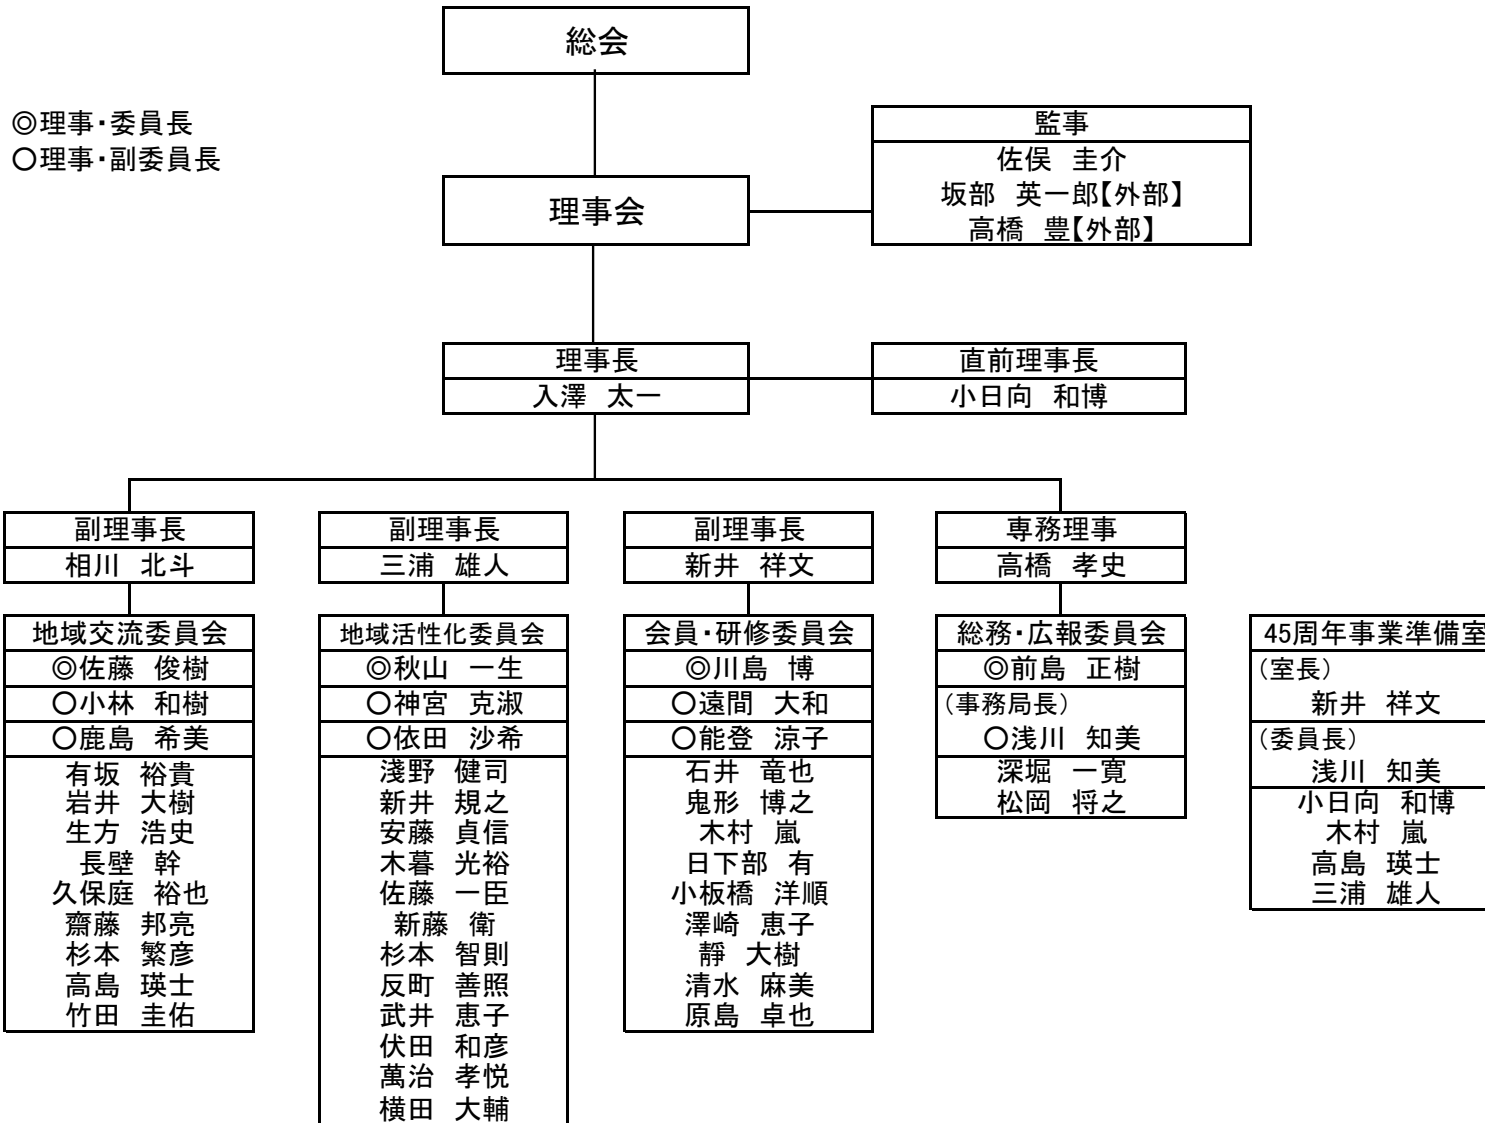 総会
◎理事・委員長
〇理事・副委員長
監事
佐俣 圭介
坂部 英一郎【外部】
高橋 豊【外部】
理事会
理事長
入澤 太一
直前理事長
小日向 和博
副理事長
相川 北斗
副理事長
三浦 雄人
副理事長
新井 祥文
専務理事
高橋 孝史
地域交流委員会
◎佐藤 俊樹
〇小林 和樹
〇鹿島 希美
有坂 裕貴
岩井 大樹
生方 浩史
長壁 幹
久保庭 裕也
齋藤 邦亮
杉本 繁彦
高島 瑛士
竹田 圭佑
地域活性化委員会
◎秋山 一生
〇神宮 克淑
〇依田 沙希
淺野 健司
新井 規之
安藤 貞信
木暮 光裕
佐藤 一臣
新藤 衛
杉本 智則
反町 善照
武井 恵子
伏田 和彦
萬治 孝悦
横田 大輔
会員・研修委員会
◎川島 博
〇遠間 大和
〇能登 涼子
石井 竜也
鬼形 博之
木村 嵐
日下部 有
小板橋 洋順
澤崎 恵子
靜 大樹
清水 麻美
原島 卓也
総務・広報委員会
◎前島 正樹
（事務局長）
〇浅川 知美
深堀 一寛
松岡 将之
45周年事業準備室
（室長）
新井 祥文
（委員長）
浅川 知美
小日向 和博
木村 嵐
高島 瑛士
三浦 雄人